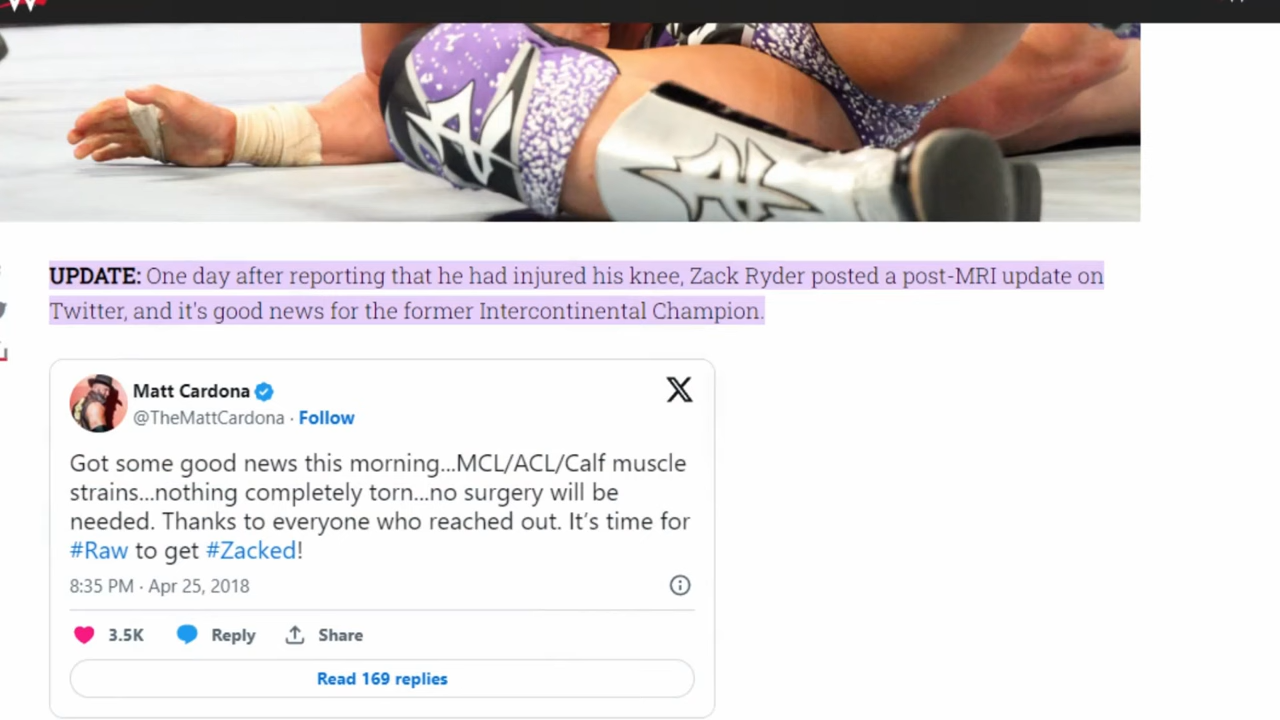 UPDATE: One day after reporting that he had injured his knee, Zack Ryder posted a post-MRI update on
Twitter, and it's good news for the former Intercontinental Champion.
Matt Cardona
@TheMattCardona · Follow
Got some good news this morning...MCL/ACL/Calf muscle
strains...nothing completely torn...no surgery will be
needed. Thanks to everyone who reached out. It’s time for
#Raw to get #Zacked!
8:35 PM · Apr 25, 2018
3.5K Reply Share
Read 169 replies